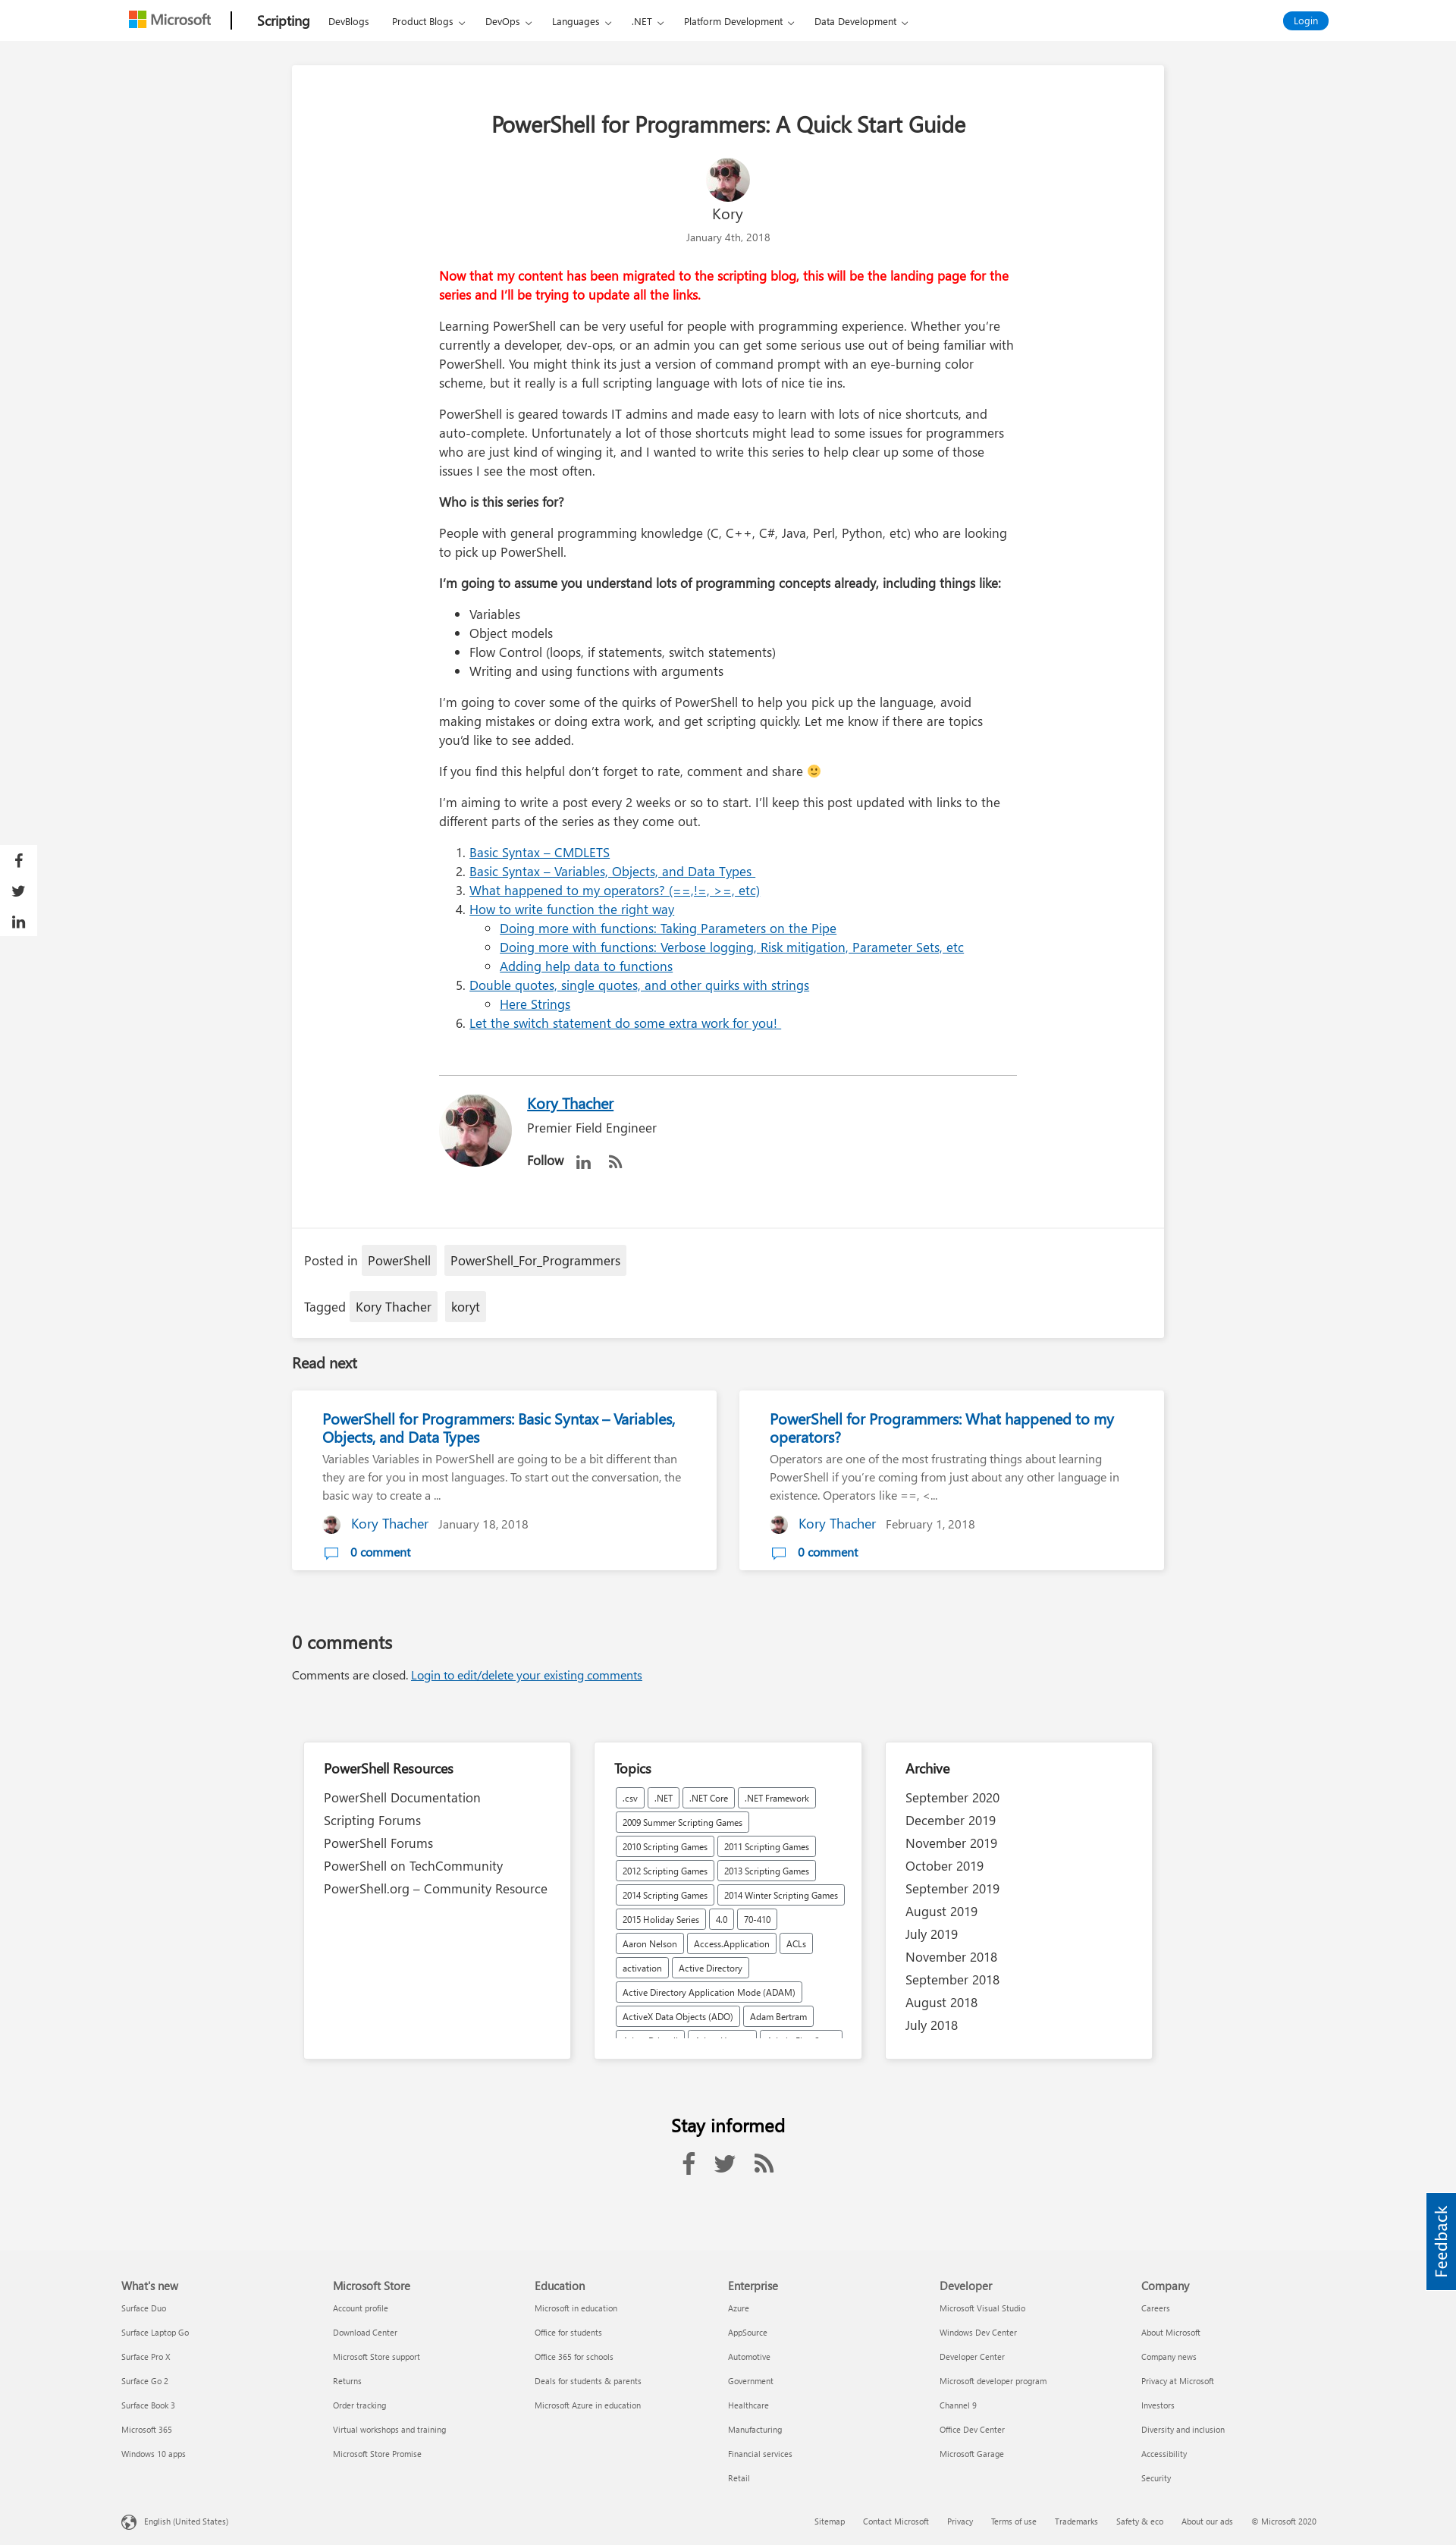 Microsoft
Scripting
DevBlogs
Product Blogs
DevOps
Languages
.NET
Platform Development
Data Development
Login
PowerShell for Programmers: A Quick Start Guide
Kory
January 4th, 2018
Now that my content has been migrated to the scripting blog, this will be the landing page for the
series and I’ll be trying to update all the links.
Learning PowerShell can be very useful for people with programming experience. Whether you’re
currently a developer, dev-ops, or an admin you can get some serious use out of being familiar with
PowerShell. You might think its just a version of command prompt with an eye-burning color
scheme, but it really is a full scripting language with lots of nice tie ins.
PowerShell is geared towards IT admins and made easy to learn with lots of nice shortcuts, and
auto-complete. Unfortunately a lot of those shortcuts might lead to some issues for programmers
who are just kind of winging it, and I wanted to write this series to help clear up some of those
issues I see the most often.
Who is this series for?
People with general programming knowledge (C, C++, C#, Java, Perl, Python, etc) who are looking
to pick up PowerShell.
I’m going to assume you understand lots of programming concepts already, including things like:
• Variables
• Object models
• Flow Control (loops, if statements, switch statements)
• Writing and using functions with arguments
I’m going to cover some of the quirks of PowerShell to help you pick up the language, avoid
making mistakes or doing extra work, and get scripting quickly. Let me know if there are topics
you’d like to see added.
If you find this helpful don’t forget to rate, comment and share 🙂
I’m aiming to write a post every 2 weeks or so to start. I’ll keep this post updated with links to the
different parts of the series as they come out.
1. Basic Syntax – CMDLETS
2. Basic Syntax – Variables, Objects, and Data Types
3. What happened to my operators? (==,!=, >=, etc)
4. How to write function the right way
Doing more with functions: Taking Parameters on the Pipe
Doing more with functions: Verbose logging, Risk mitigation, Parameter Sets, etc
Adding help data to functions
5. Double quotes, single quotes, and other quirks with strings
Here Strings
6. Let the switch statement do some extra work for you!
Kory Thacher
Premier Field Engineer
Follow
Posted in PowerShell PowerShell_For_Programmers
Tagged Kory Thacher koryt
Read next
PowerShell for Programmers: Basic Syntax – Variables,
Objects, and Data Types
Variables Variables in PowerShell are going to be a bit different than
they are for you in most languages. To start out the conversation, the
basic way to create a ...
Kory Thacher January 18, 2018
0 comment
PowerShell for Programmers: What happened to my
operators?
Operators are one of the most frustrating things about learning
PowerShell if you’re coming from just about any other language in
existence. Operators like ==, <...
Kory Thacher February 1, 2018
0 comment
0 comments
Comments are closed. Login to edit/delete your existing comments
PowerShell Resources
PowerShell Documentation
Scripting Forums
PowerShell Forums
PowerShell on TechCommunity
PowerShell.org – Community Resource
Topics
.csv .NET .NET Core .NET Framework
2009 Summer Scripting Games
2010 Scripting Games 2011 Scripting Games
2012 Scripting Games 2013 Scripting Games
2014 Scripting Games 2014 Winter Scripting Games
2015 Holiday Series 4.0 70-410
Aaron Nelson Access.Application ACLs
activation Active Directory
Active Directory Application Mode (ADAM)
ActiveX Data Objects (ADO) Adam Bertram
Archive
September 2020
December 2019
November 2019
October 2019
September 2019
August 2019
July 2019
November 2018
September 2018
August 2018
July 2018
Stay informed
Feedback
What's new
Surface Duo
Surface Laptop Go
Surface Pro X
Surface Go 2
Surface Book 3
Microsoft 365
Windows 10 apps
Microsoft Store
Account profile
Download Center
Microsoft Store support
Returns
Order tracking
Virtual workshops and training
Microsoft Store Promise
Education
Microsoft in education
Office for students
Office 365 for schools
Deals for students & parents
Microsoft Azure in education
Enterprise
Azure
AppSource
Automotive
Government
Healthcare
Manufacturing
Financial services
Retail
Developer
Microsoft Visual Studio
Windows Dev Center
Developer Center
Microsoft developer program
Channel 9
Office Dev Center
Microsoft Garage
Company
Careers
About Microsoft
Company news
Privacy at Microsoft
Investors
Diversity and inclusion
Accessibility
Security
English (United States)
Sitemap
Contact Microsoft
Privacy
Terms of use
Trademarks
Safety & eco
About our ads
© Microsoft 2020